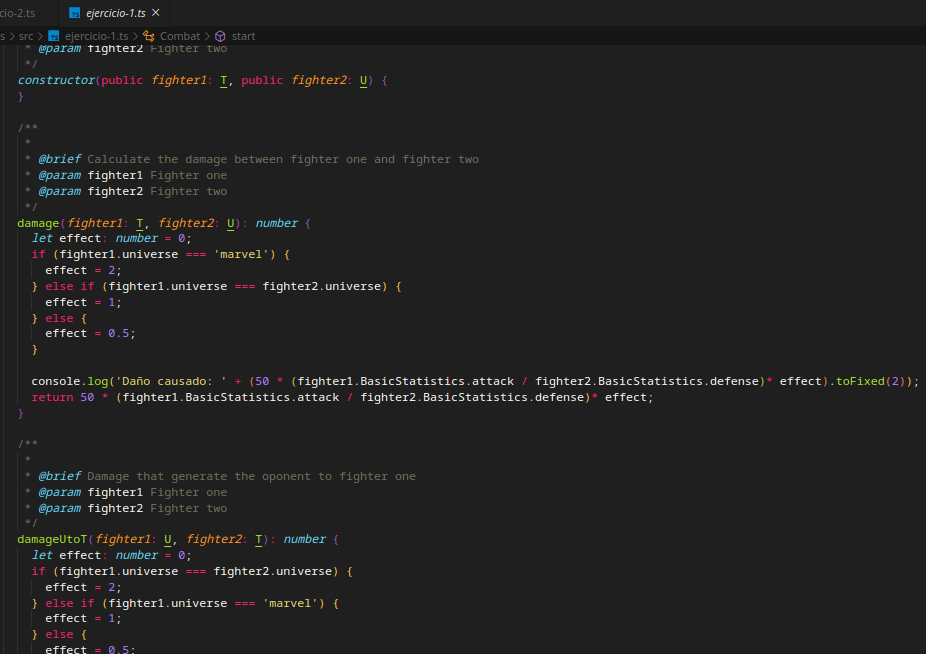 cio-2.ts
TS ejercicio-1.ts ×
s > src > TS ejercicio-1.ts > Combat > start
* @param fighter2 Fighter two
*/
constructor(public fighter1: T, public fighter2: U) {
}
/**
*
* @brief Calculate the damage between fighter one and fighter two
* @param fighter1 Fighter one
* @param fighter2 Fighter two
*/
damage(fighter1: T, fighter2: U): number {
let effect: number = 0;
if (fighter1.universe === 'marvel') {
effect = 2;
} else if (fighter1.universe === fighter2.universe) {
effect = 1;
} else {
effect = 0.5;
}
console.log('Daño causado: ' + (50 * (fighter1.BasicStatistics.attack / fighter2.BasicStatistics.defense)* effect).toFixed(2));
return 50 * (fighter1.BasicStatistics.attack / fighter2.BasicStatistics.defense)* effect;
}
/**
*
* @brief Damage that generate the oponent to fighter one
* @param fighter1 Fighter one
* @param fighter2 Fighter two
*/
damageUtoT(fighter1: U, fighter2: T): number {
let effect: number = 0;
if (fighter1.universe === fighter2.universe) {
effect = 2;
} else if (fighter1.universe === 'marvel') {
effect = 1;
} else {
effect = 0.5;